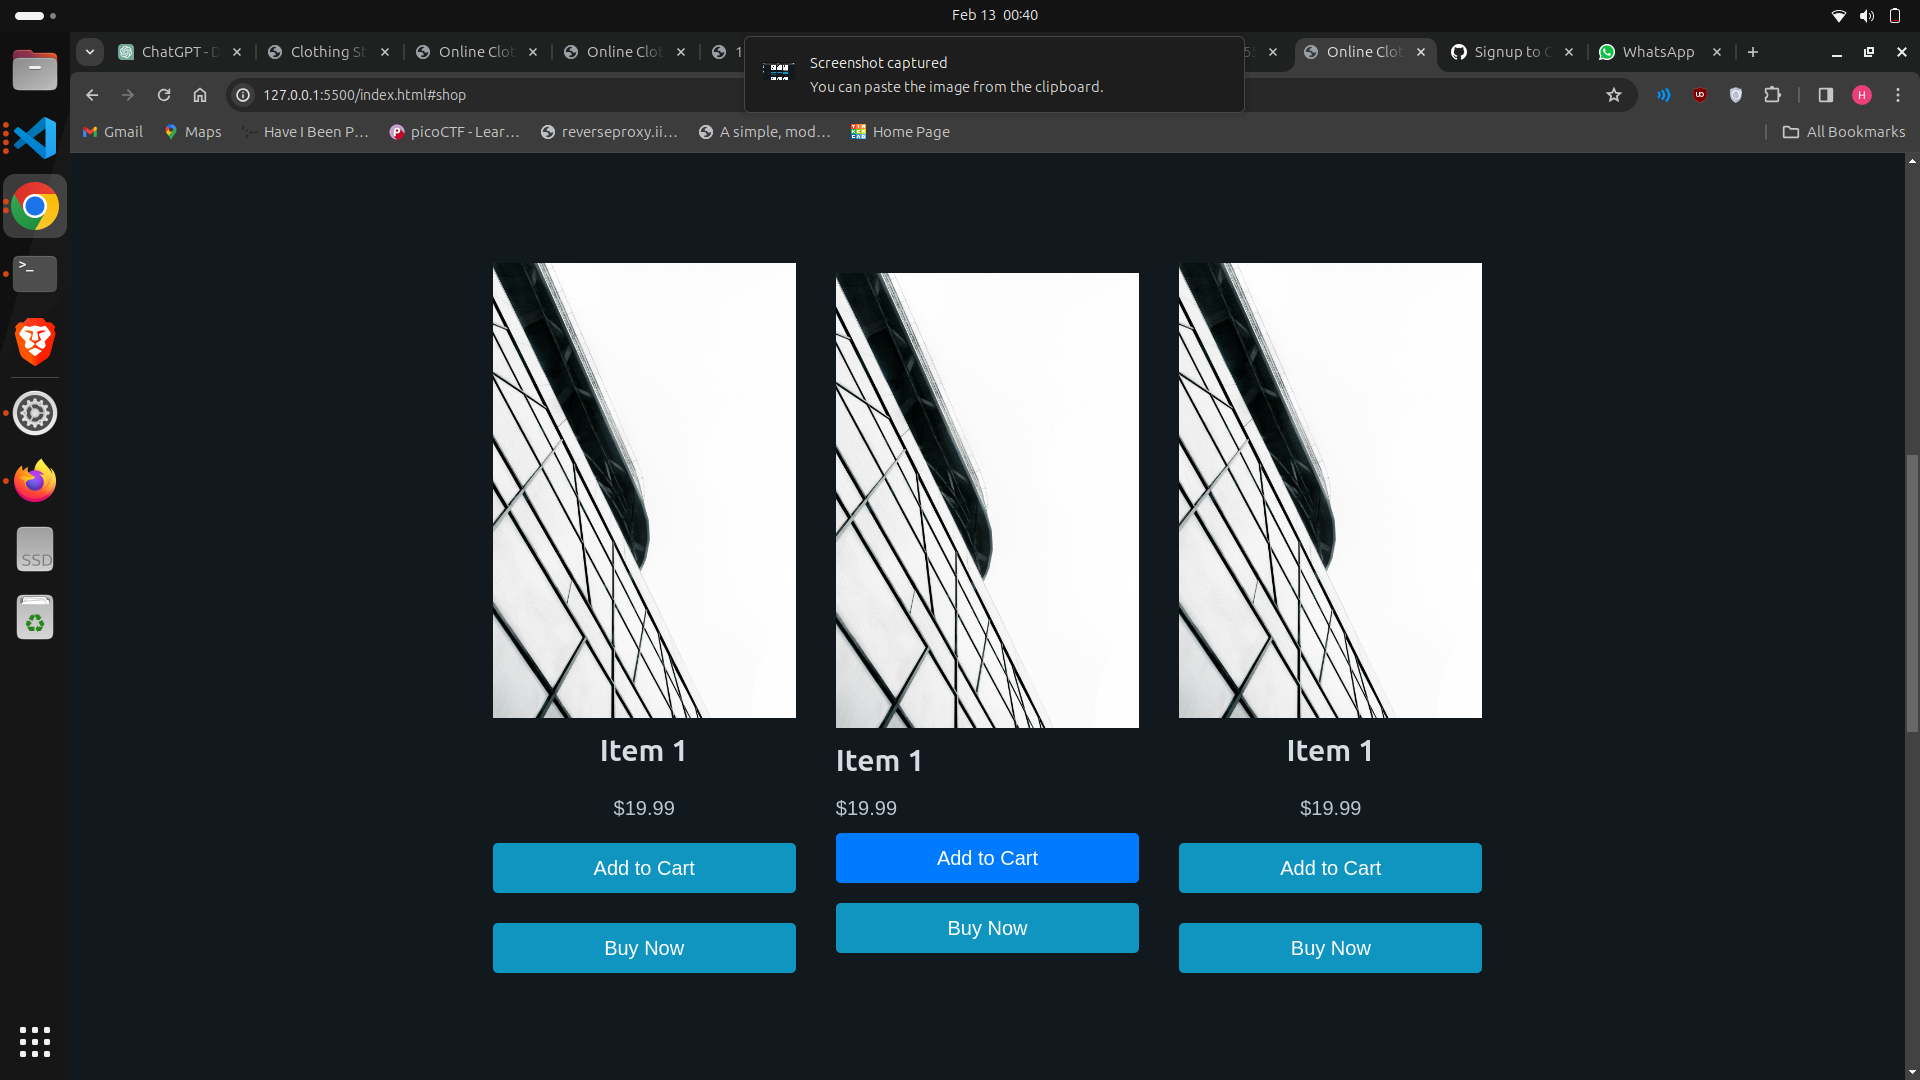 Feb 13 00:40
ChatGPT - D
Clothing St
Online Clot
Online Clot
1
Online Clot
Signup to C
WhatsApp
Screenshot captured
You can paste the image from the clipboard.
127.0.0.1:5500/index.html#shop
H
Gmail
Maps
Have I Been P...
picoCTF - Lear...
reverseproxy.ii...
A simple, mod...
Home Page
All Bookmarks
>_
SSD
Item 1
Item 1
Item 1
$19.99
$19.99
$19.99
Add to Cart
Add to Cart
Add to Cart
Buy Now
Buy Now
Buy Now